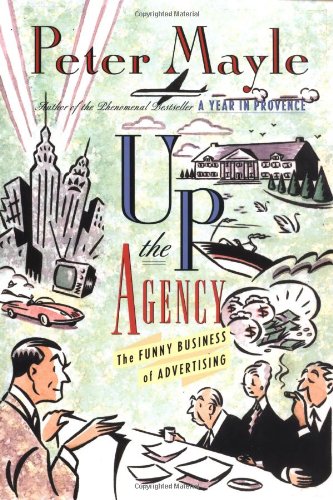 Peter Mayle
Author of the Phenomenal Bestseller A YEAR IN PROVENCE
UP
the
AGENCY
The FUNNY BUSINESS
of ADVERTISING